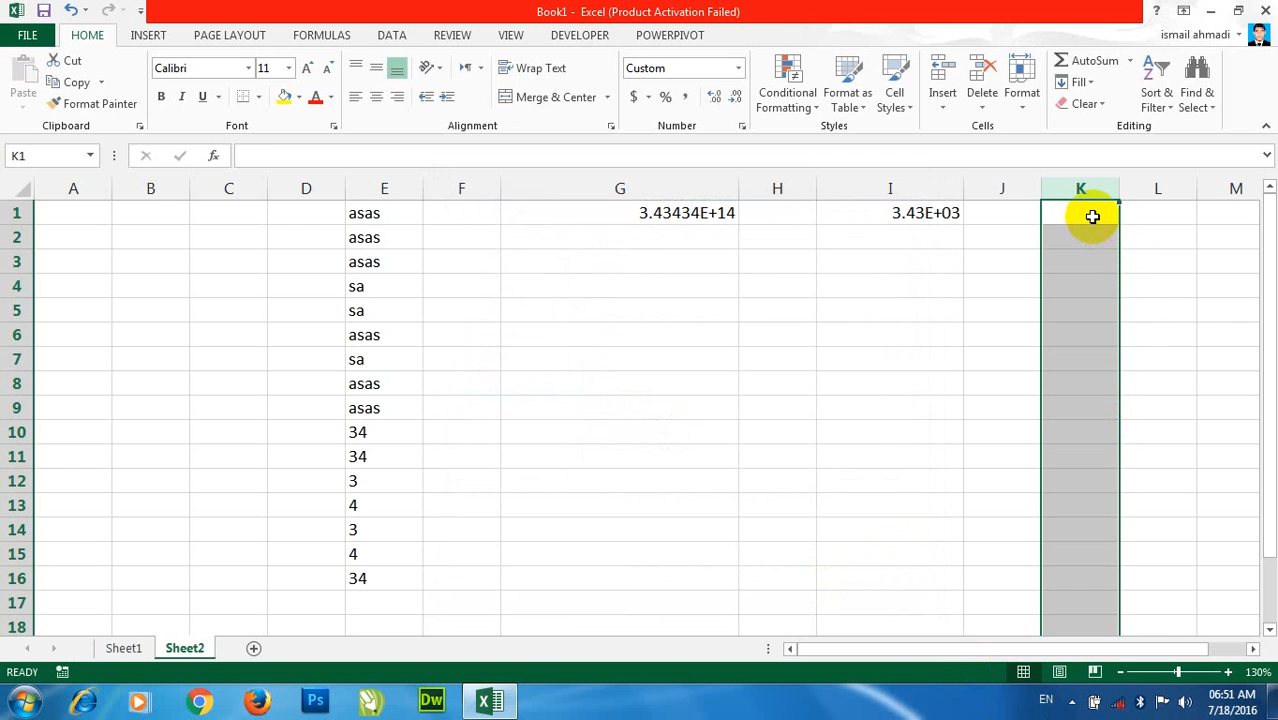 Book1 - Excel (Product Activation Failed)
?
FILE HOME INSERT PAGE LAYOUT FORMULAS DATA REVIEW VIEW DEVELOPER POWERPIVOT ismail ahmadi
Paste
Cut
Copy
Format Painter
Clipboard
Calibri 11
B I U A
Font
Wrap Text
Merge & Center
Alignment
Custom
$ % ,
Number
Conditional Formatting
Format as Table
Cell Styles
Styles
Insert Delete Format
Cells
AutoSum
Fill
Clear
Sort & Filter
Find & Select
Editing
K1 fx
A B C D E F G H I J K L M
1 asas 3.43434E+14 3.43E+03
2 asas
3 asas
4 sa
5 sa
6 asas
7 sa
8 asas
9 asas
10 34
11 34
12 3
13 4
14 3
15 4
16 34
17
18
Sheet1 Sheet2
READY 130%
Ps Dw EN 06:51 AM
7/18/2016